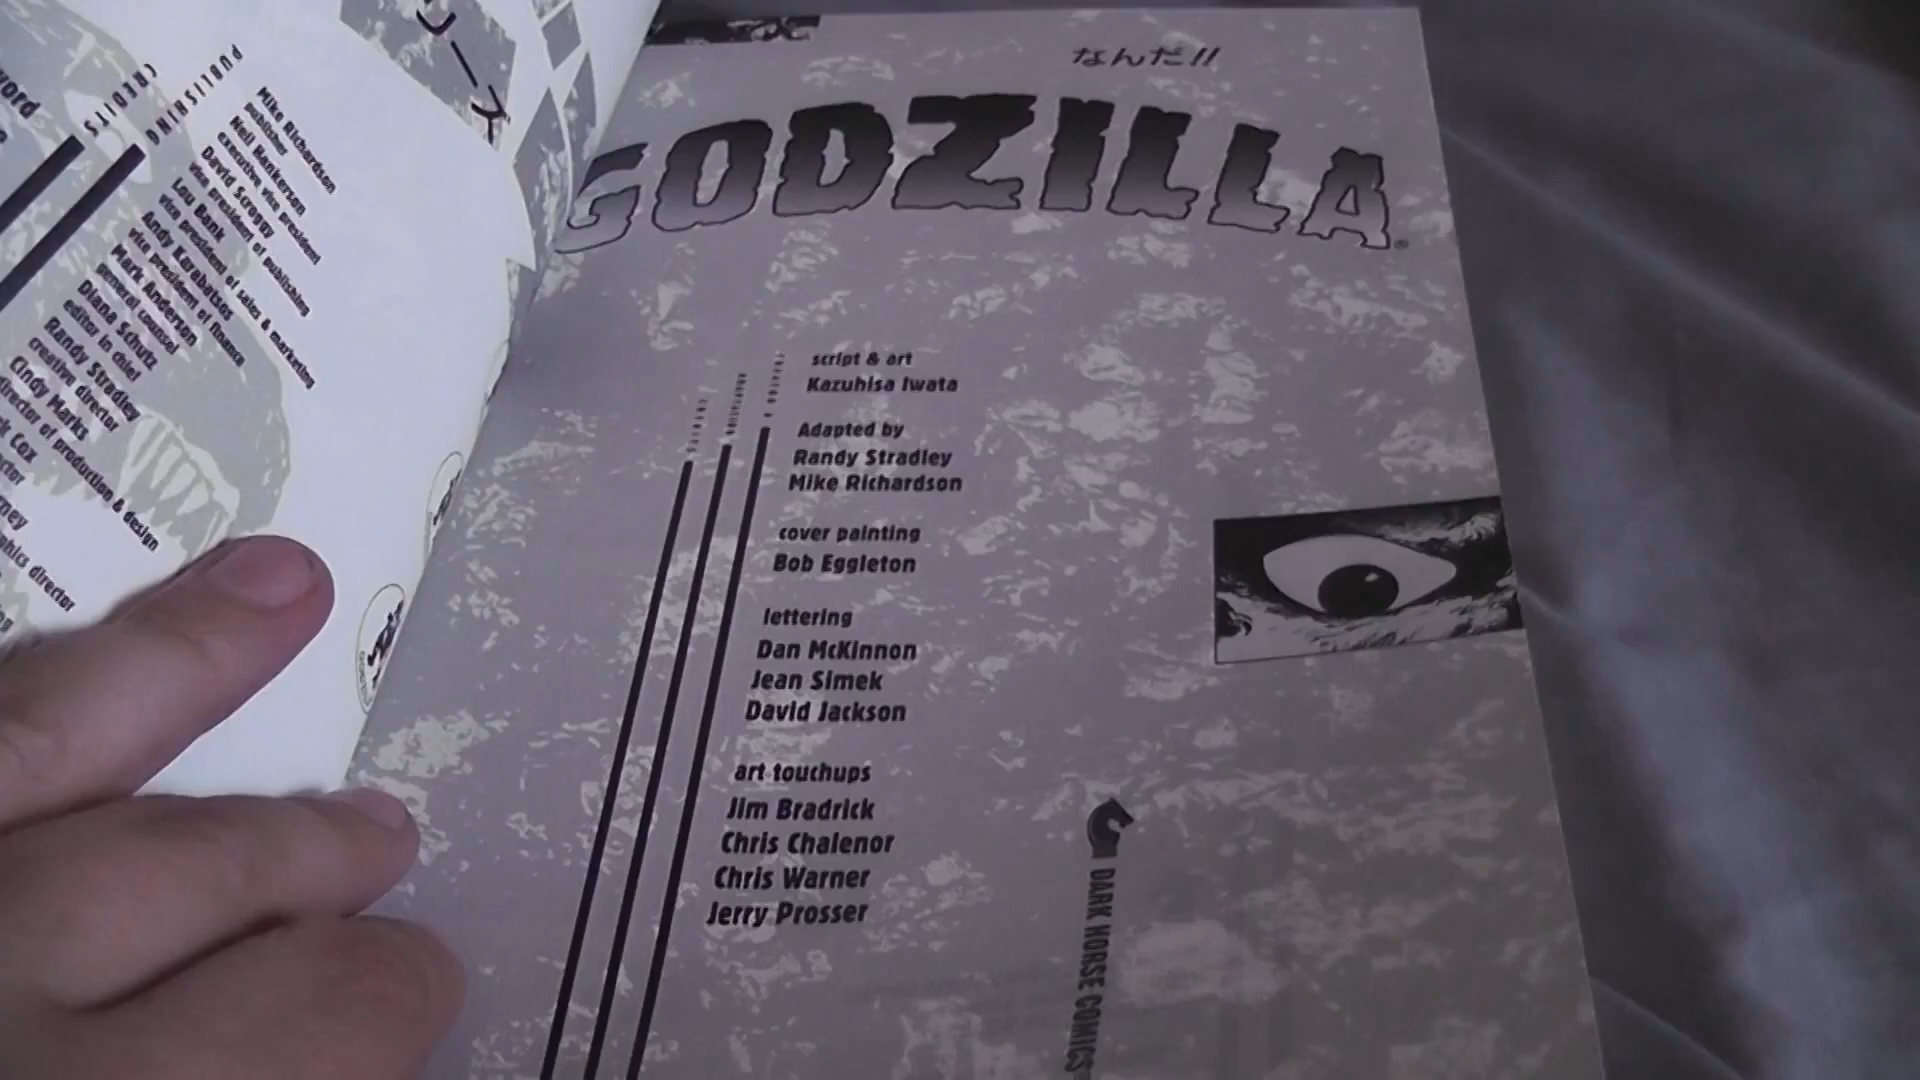 CREDITS
PUBLISHING
Mike Richardson
publisher
Neil Hankerson
executive vice president
David Scroggy
vice president of publishing
Lou Bank
vice president of sales & marketing
Andy Karabatsos
vice president of finance
Mark Anderson
general counsel
Diana Schutz
editor in chief
Randy Stradley
creative director
Cindy Marks
director of production & design
Cox
director
なんだ!!
GODZILLA
script & art
Kazuhisa Iwata
Adapted by
Randy Stradley
Mike Richardson
cover painting
Bob Eggleton
lettering
Dan McKinnon
Jean Simek
David Jackson
art touchups
Jim Bradrick
Chris Chalenor
Chris Warner
Jerry Prosser
DARK HORSE COMICS